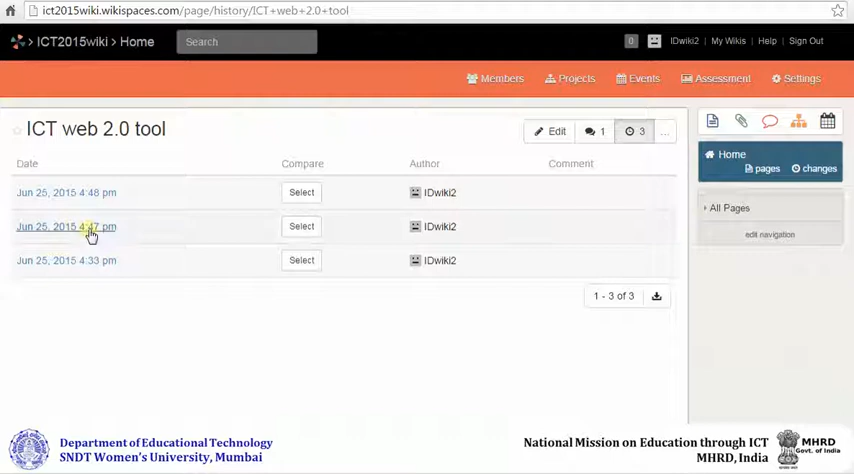 ict2015wiki.wikispaces.com/page/history/ICT+web+2.0+tool
> ICT2015wiki > Home Search 0 IDwiki2 My Wikis Help Sign Out
Members Projects Events Assessment Settings
ICT web 2.0 tool Edit 1 3 ...
Date Compare Author Comment
Jun 25, 2015 4:48 pm Select IDwiki2
Jun 25, 2015 4:47 pm Select IDwiki2
Jun 25, 2015 4:33 pm Select IDwiki2
1 - 3 of 3
Home
pages changes
All Pages
edit navigation
Department of Educational Technology
SNDT Women's University, Mumbai
National Mission on Education through ICT
MHRD, India
MHRD
Govt. of India